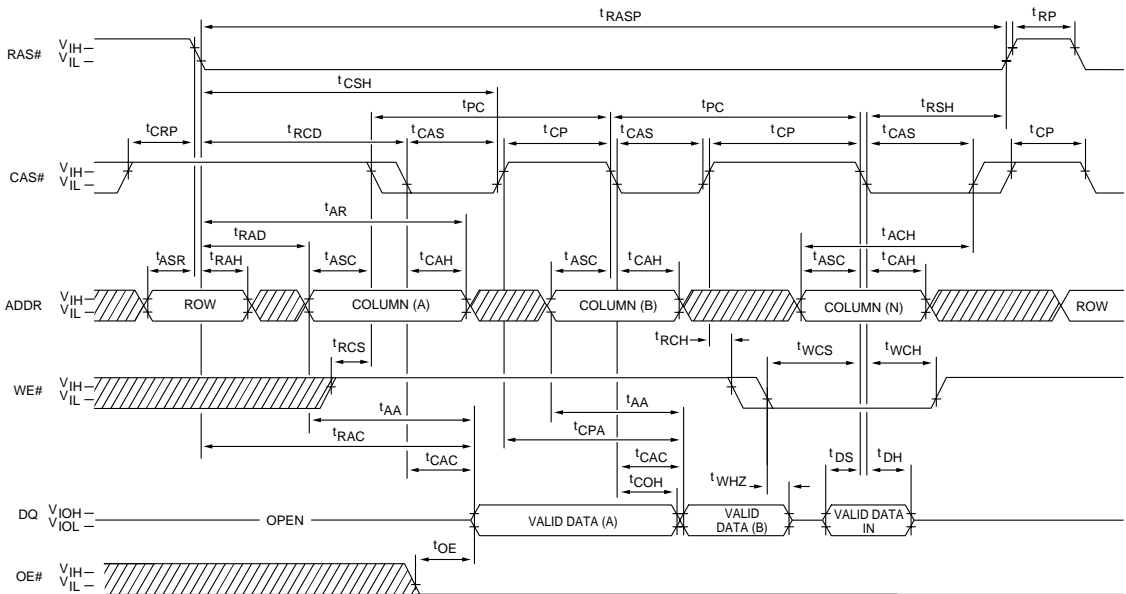 tRASP tRP
RAS# VIH
VIL
tCSH
tPC tPC tRSH
tCRP tRCD tCAS tCP tCAS tCP tCAS tCP
CAS# VIH
VIL
tAR
tRAD tACH
tASR tRAH tASC tCAH tASC tCAH tASC tCAH
ADDR VIH
VIL
ROW COLUMN (A) COLUMN (B) COLUMN (N) ROW
tRCH
tRCS tWCS tWCH
WE# VIH
VIL
tAA tAA
tRAC tCPA
tCAC tCAC tDS tDH
tCOH tWHZ
DQ VIOH
VIOL
OPEN VALID DATA (A) VALID
DATA (B) VALID DATA
IN
tOE
OE# VIH
VIL